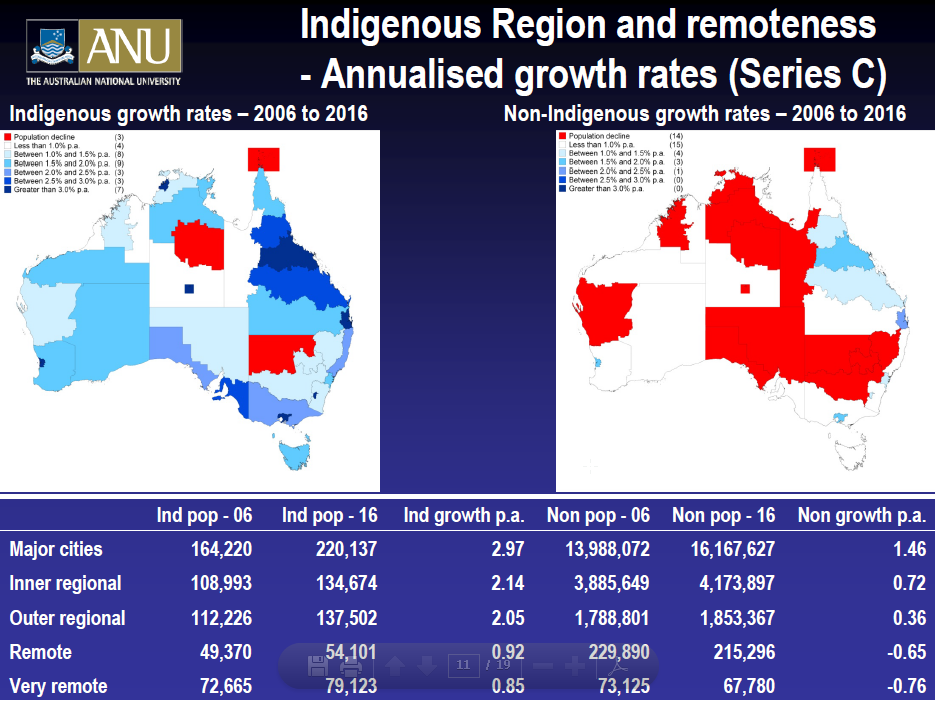 ANU
THE AUSTRALIAN NATIONAL UNIVERSITY
Indigenous Region and remoteness
- Annualised growth rates (Series C)
Indigenous growth rates – 2006 to 2016
Non-Indigenous growth rates – 2006 to 2016
Population decline (3)
Less than 1.0% p.a. (4)
Between 1.0% and 1.5% p.a. (8)
Between 1.5% and 2.0% p.a. (9)
Between 2.0% and 2.5% p.a. (3)
Between 2.5% and 3.0% p.a. (3)
Greater than 3.0% p.a. (7)
Population decline (14)
Less than 1.0% p.a. (15)
Between 1.0% and 1.5% p.a. (4)
Between 1.5% and 2.0% p.a. (3)
Between 2.0% and 2.5% p.a. (1)
Between 2.5% and 3.0% p.a. (0)
Greater than 3.0% p.a. (0)
Ind pop - 06 Ind pop - 16 Ind growth p.a. Non pop - 06 Non pop - 16 Non growth p.a.
Major cities 164,220 220,137 2.97 13,988,072 16,167,627 1.46
Inner regional 108,993 134,674 2.14 3,885,649 4,173,897 0.72
Outer regional 112,226 137,502 2.05 1,788,801 1,853,367 0.36
Remote 49,370 54,101 0.92 229,890 215,296 -0.65
11 / 19
Very remote 72,665 79,123 0.85 73,125 67,780 -0.76